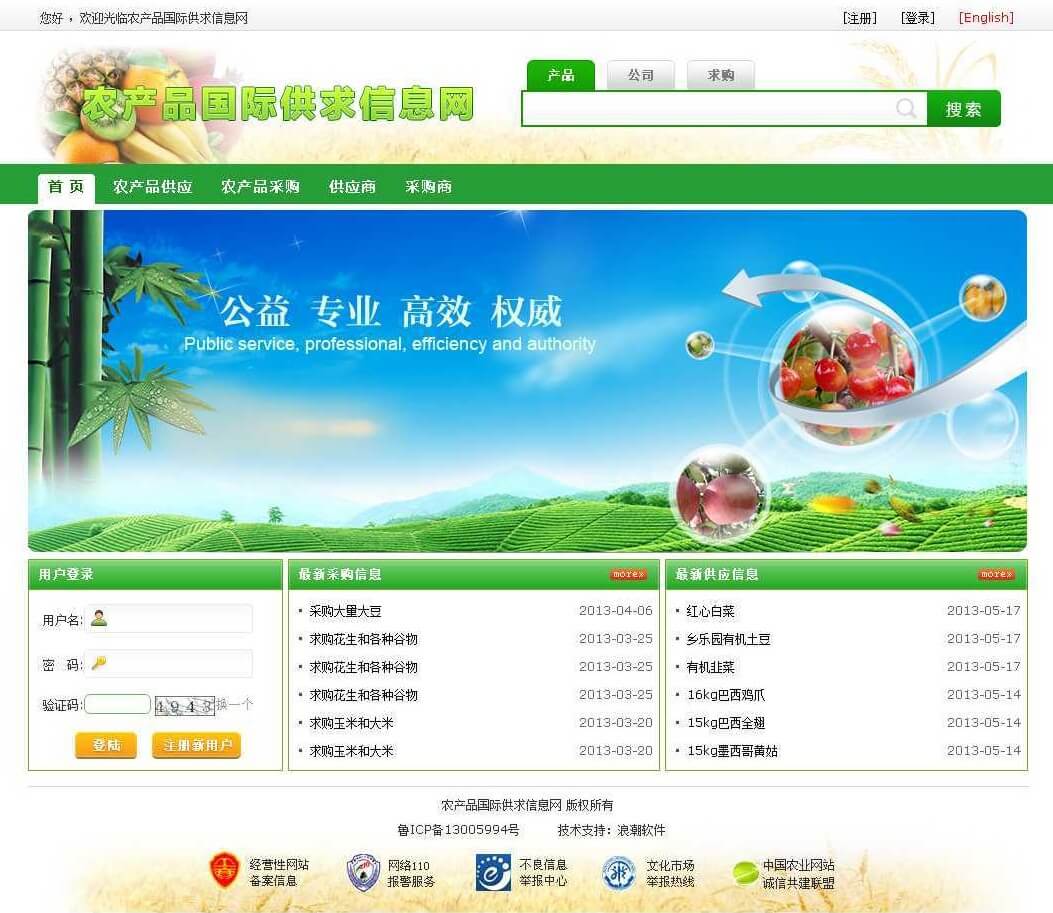 您好，欢迎光临农产品国际供求信息网
[注册] [登录] [English]
农产品国际供求信息网
产品 公司 求购
搜索
首页 农产品供应 农产品采购 供应商 采购商
公益 专业 高效 权威
Public service, professional, efficiency and authority
用户登录
用户名:
密 码:
验证码: 4943 换一个
登陆 注册新用户
最新采购信息 more»
采购大量大豆 2013-04-06
求购花生和各种谷物 2013-03-25
求购花生和各种谷物 2013-03-25
求购花生和各种谷物 2013-03-25
求购玉米和大米 2013-03-20
求购玉米和大米 2013-03-20
最新供应信息 more»
红心白菜 2013-05-17
乡乐园有机土豆 2013-05-17
有机韭菜 2013-05-17
16kg巴西鸡爪 2013-05-14
15kg巴西全翅 2013-05-14
15kg墨西哥黄姑 2013-05-14
农产品国际供求信息网 版权所有
鲁ICP备13005994号 技术支持：浪潮软件
经营性网站
备案信息
网络110
报警服务
不良信息
举报中心
文化市场
举报热线
中国农业网站
诚信共建联盟